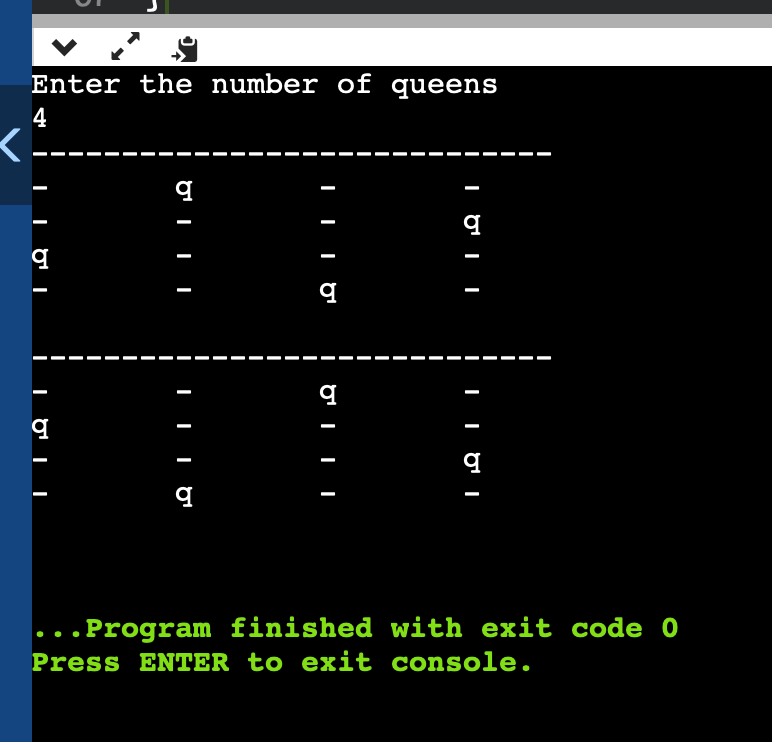 Enter the number of queens
4
-----------------------------
- q - -
- - - q
q - - -
- - q -
-----------------------------
- - q -
q - - -
- - - q
- q - -
...Program finished with exit code 0
Press ENTER to exit console.